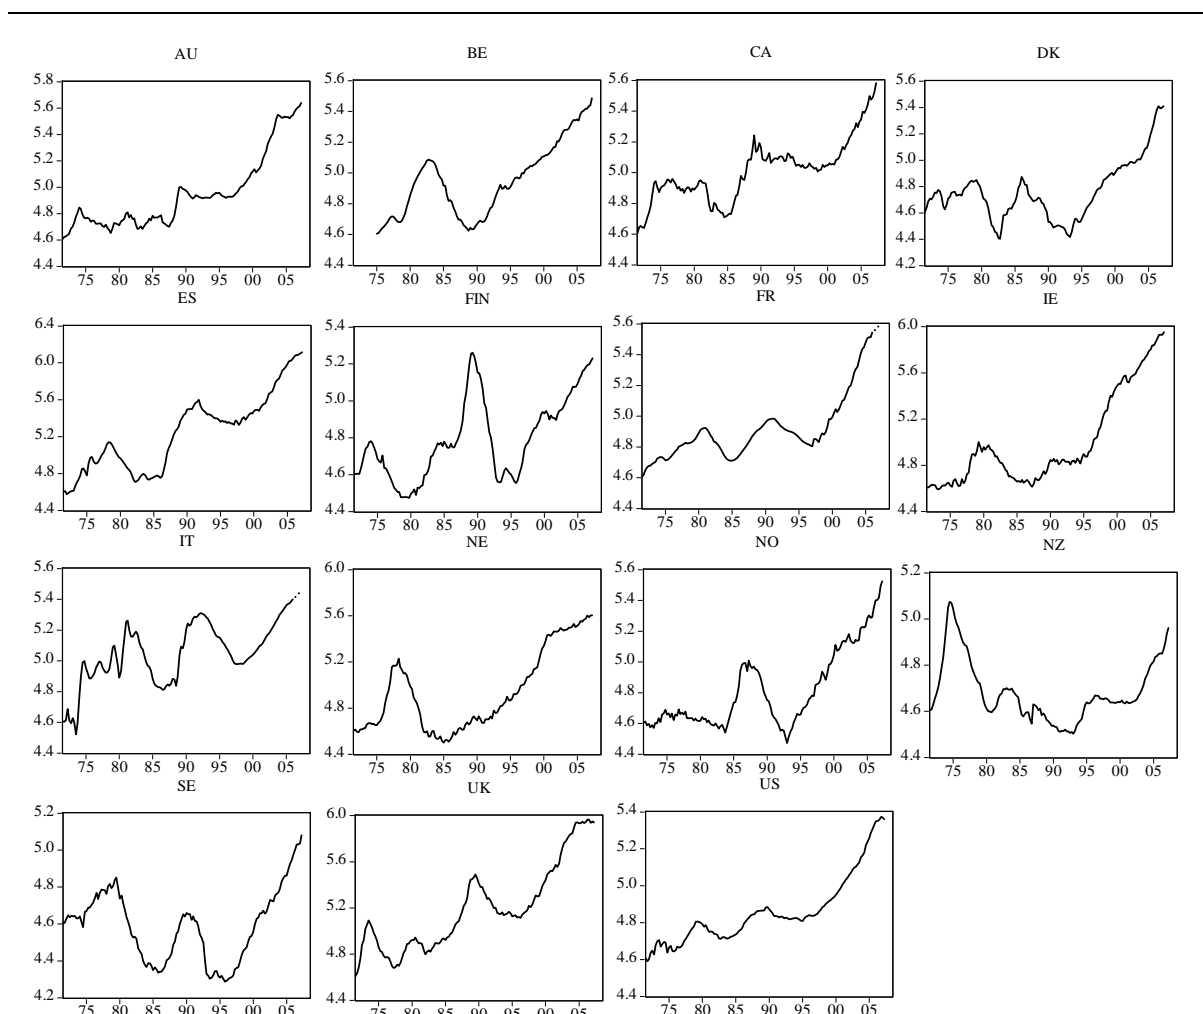 AU BE CA DK
5.8 5.6 5.6 5.6
5.6 5.4 5.4 5.4
5.4 5.2 5.2 5.2
5.2 5.0 5.0 5.0
5.0 4.8 4.8 4.8
4.8 4.6 4.6 4.6
4.6 4.4 4.4 4.4
4.4 4.2
75 80 85 90 95 00 05 75 80 85 90 95 00 05 75 80 85 90 95 00 05 75 80 85 90 95 00 05
ES FIN FR IE
6.4 5.4 5.6 6.0
6.0 5.2 5.4 5.6
5.6 5.0 5.2 5.2
5.2 4.8 5.0 4.8
4.8 4.6 4.8 4.4
4.4 4.4 4.6
4.4
75 80 85 90 95 00 05 75 80 85 90 95 00 05 75 80 85 90 95 00 05 75 80 85 90 95 00 05
IT NE NO NZ
5.6 6.0 5.6 5.2
5.4 5.6 5.4 5.0
5.2 5.2 5.2 4.8
5.0 4.8 5.0 4.6
4.8 4.4 4.8 4.4
4.6 4.6
4.4 4.4
75 80 85 90 95 00 05 75 80 85 90 95 00 05 75 80 85 90 95 00 05 75 80 85 90 95 00 05
SE UK US
5.2 6.0 5.4
5.0 5.6 5.2
4.8 5.2 5.0
4.6 4.8 4.8
4.4 4.4 4.6
4.2 4.4
75 80 85 90 95 00 05 75 80 85 90 95 00 05 75 80 85 90 95 00 05